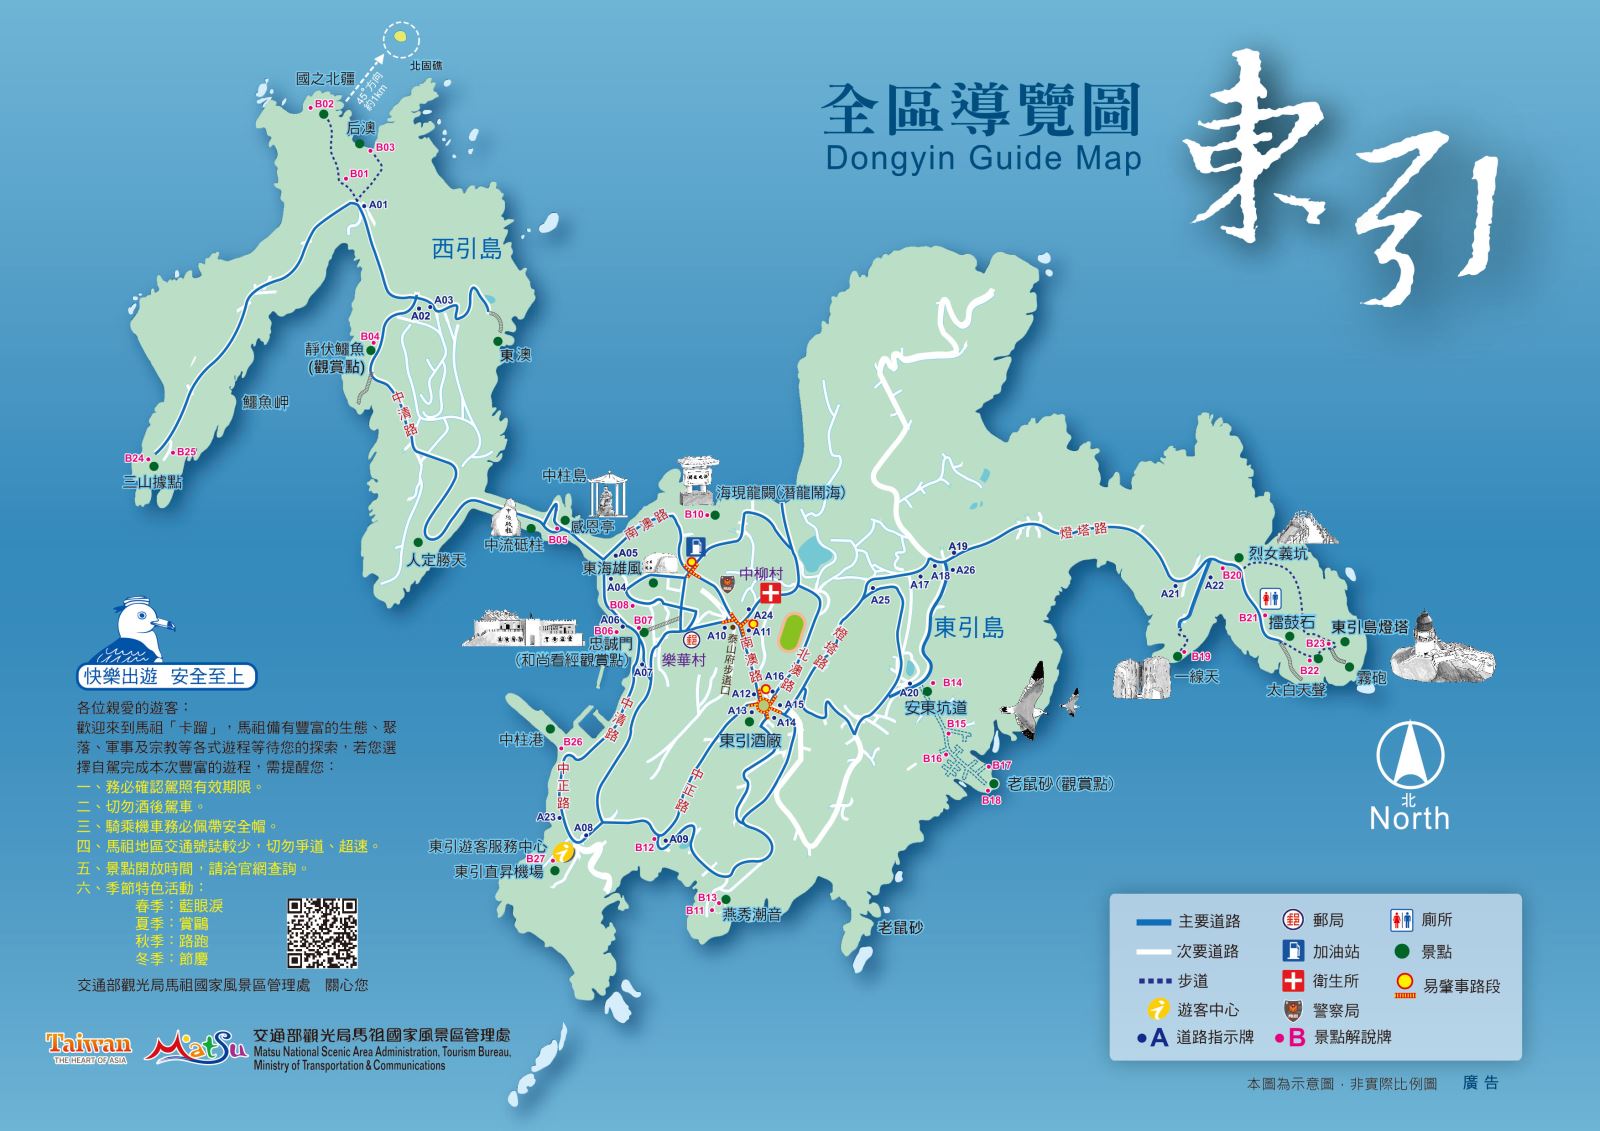 全區導覽圖
Dongyin Guide Map
東引
北固礁
國之北疆
45°方向
約1km
B02
后澳
B03
B01
A01
西引島
A03
A02
B04
靜伏鱷魚
(觀賞點)
東澳
中清路
鱷魚岬
B24
B25
三山據點
人定勝天
中柱島
感恩亭
中流砥柱
B05
南澳路
海現龍闕(潛龍鬧海)
B10
A05
東海雄風
A04
B08
A06
B06
B07
忠誠門
(和尚看經觀賞點)
A07
中柳村
A24
A11
A10
樂華村
泰山府步道口
南澳路
北澳路
燈塔路
A16
A12
A15
A13
A14
東引酒廠
A25
A17
A18
A19
A26
東引島
A20
B14
安東坑道
B15
B16
B17
B18
老鼠砂(觀賞點)
燈塔路
烈女義坑
B20
A21
A22
B21
擂鼓石
東引島燈塔
B23
B22
太白天聲
霧砲
B19
一線天
中柱港
B26
中清路
中正路
中正路
A23
A08
東引遊客服務中心
B27
東引直昇機場
B12
A09
B13
B11
燕秀潮音
老鼠砂
快樂出遊 安全至上
各位親愛的遊客：
歡迎來到馬祖「卡蹓」，馬祖備有豐富的生態、聚
落、軍事及宗教等各式遊程等待您的探索，若您選
擇自駕完成本次豐富的遊程，需提醒您：
一、務必確認駕照有效期限。
二、切勿酒後駕車。
三、騎乘機車務必佩帶安全帽。
四、馬祖地區交通號誌較少，切勿爭道、超速。
五、景點開放時間，請洽官網查詢。
六、季節特色活動：
春季：藍眼淚
夏季：賞鷗
秋季：路跑
冬季：節慶
交通部觀光局馬祖國家風景區管理處 關心您
Taiwan
THE HEART OF ASIA
Matsu
交通部觀光局馬祖國家風景區管理處
Matsu National Scenic Area Administration, Tourism Bureau,
Ministry of Transportation & Communications
北
North
主要道路
郵局
廁所
次要道路
加油站
景點
步道
衛生所
易肇事路段
遊客中心
警察局
A 道路指示牌
B 景點解說牌
本圖為示意圖，非實際比例圖 廣告